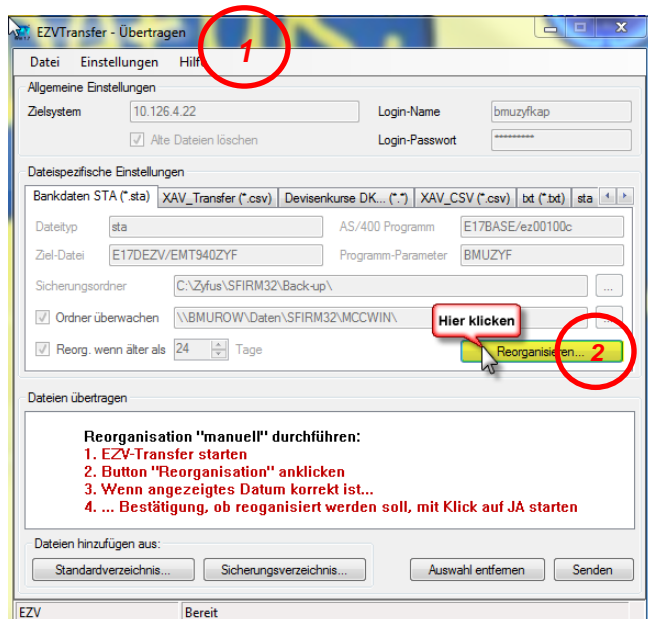 EZVTransfer - Übertragen
1
Datei Einstellungen Hilf
Allgemeine Einstellungen
Zielsystem 10.126.4.22 Login-Name bmuzyfkap
Alte Dateien löschen Login-Passwort **********
Dateispezifische Einstellungen
Bankdaten STA (*.sta) XAV_Transfer (*.csv) Devisenkurse DK... (*.*) XAV_CSV (*.csv) txt (*.txt) sta
Dateityp sta AS/400 Programm E17BASE/ez00100c
Ziel-Datei E17DEZV/EMT940ZYF Programm-Parameter BMUZYF
Sicherungsordner C:\Zyfus\SFIRM32\Back-up\ ...
Ordner überwachen \\BMUROW\Daten\SFIRM32\MCCWIN\ ...
Hier klicken
Reorg. wenn älter als 24 Tage Reorganisieren... 2
Dateien übertragen
Reorganisation "manuell" durchführen:
1. EZV-Transfer starten
2. Button "Reorganisation" anklicken
3. Wenn angezeigtes Datum korrekt ist...
4. ... Bestätigung, ob reoganisiert werden soll, mit Klick auf JA starten
Dateien hinzufügen aus:
Standardverzeichnis... Sicherungsverzeichnis... Auswahl entfernen Senden
EZV Bereit